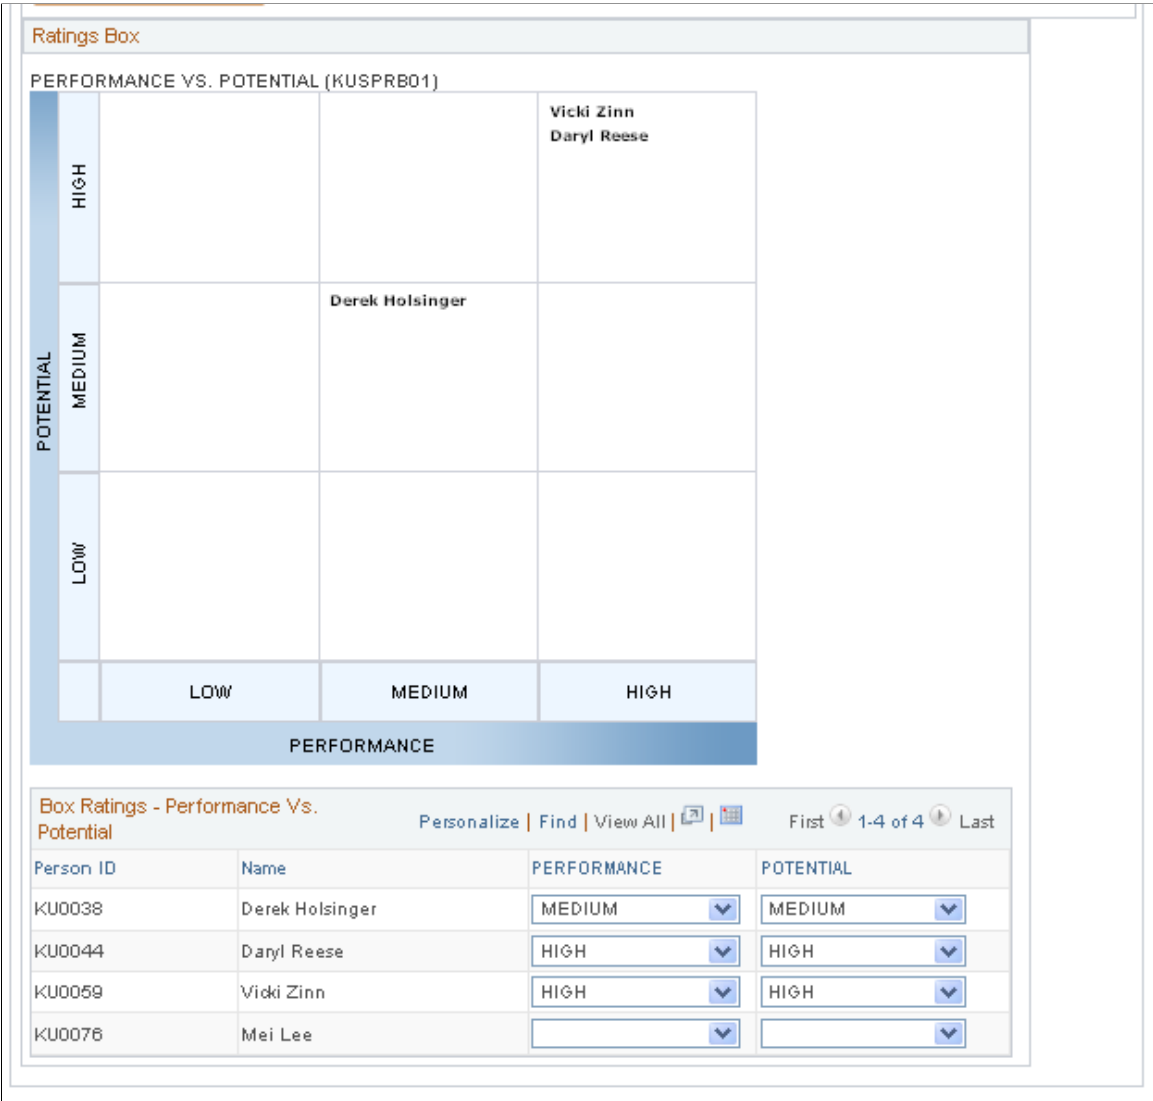 Ratings Box
PERFORMANCE VS. POTENTIAL (KUSPRB01)
Vicki Zinn
Daryl Reese
HIGH
Derek Holsinger
MEDIUM
POTENTIAL
LOW
LOW MEDIUM HIGH
PERFORMANCE
Box Ratings - Performance Vs.
Potential
Personalize | Find | View All | | First 1-4 of 4 Last
Person ID Name PERFORMANCE POTENTIAL
KU0038 Derek Holsinger MEDIUM MEDIUM
KU0044 Daryl Reese HIGH HIGH
KU0059 Vicki Zinn HIGH HIGH
KU0076 Mei Lee